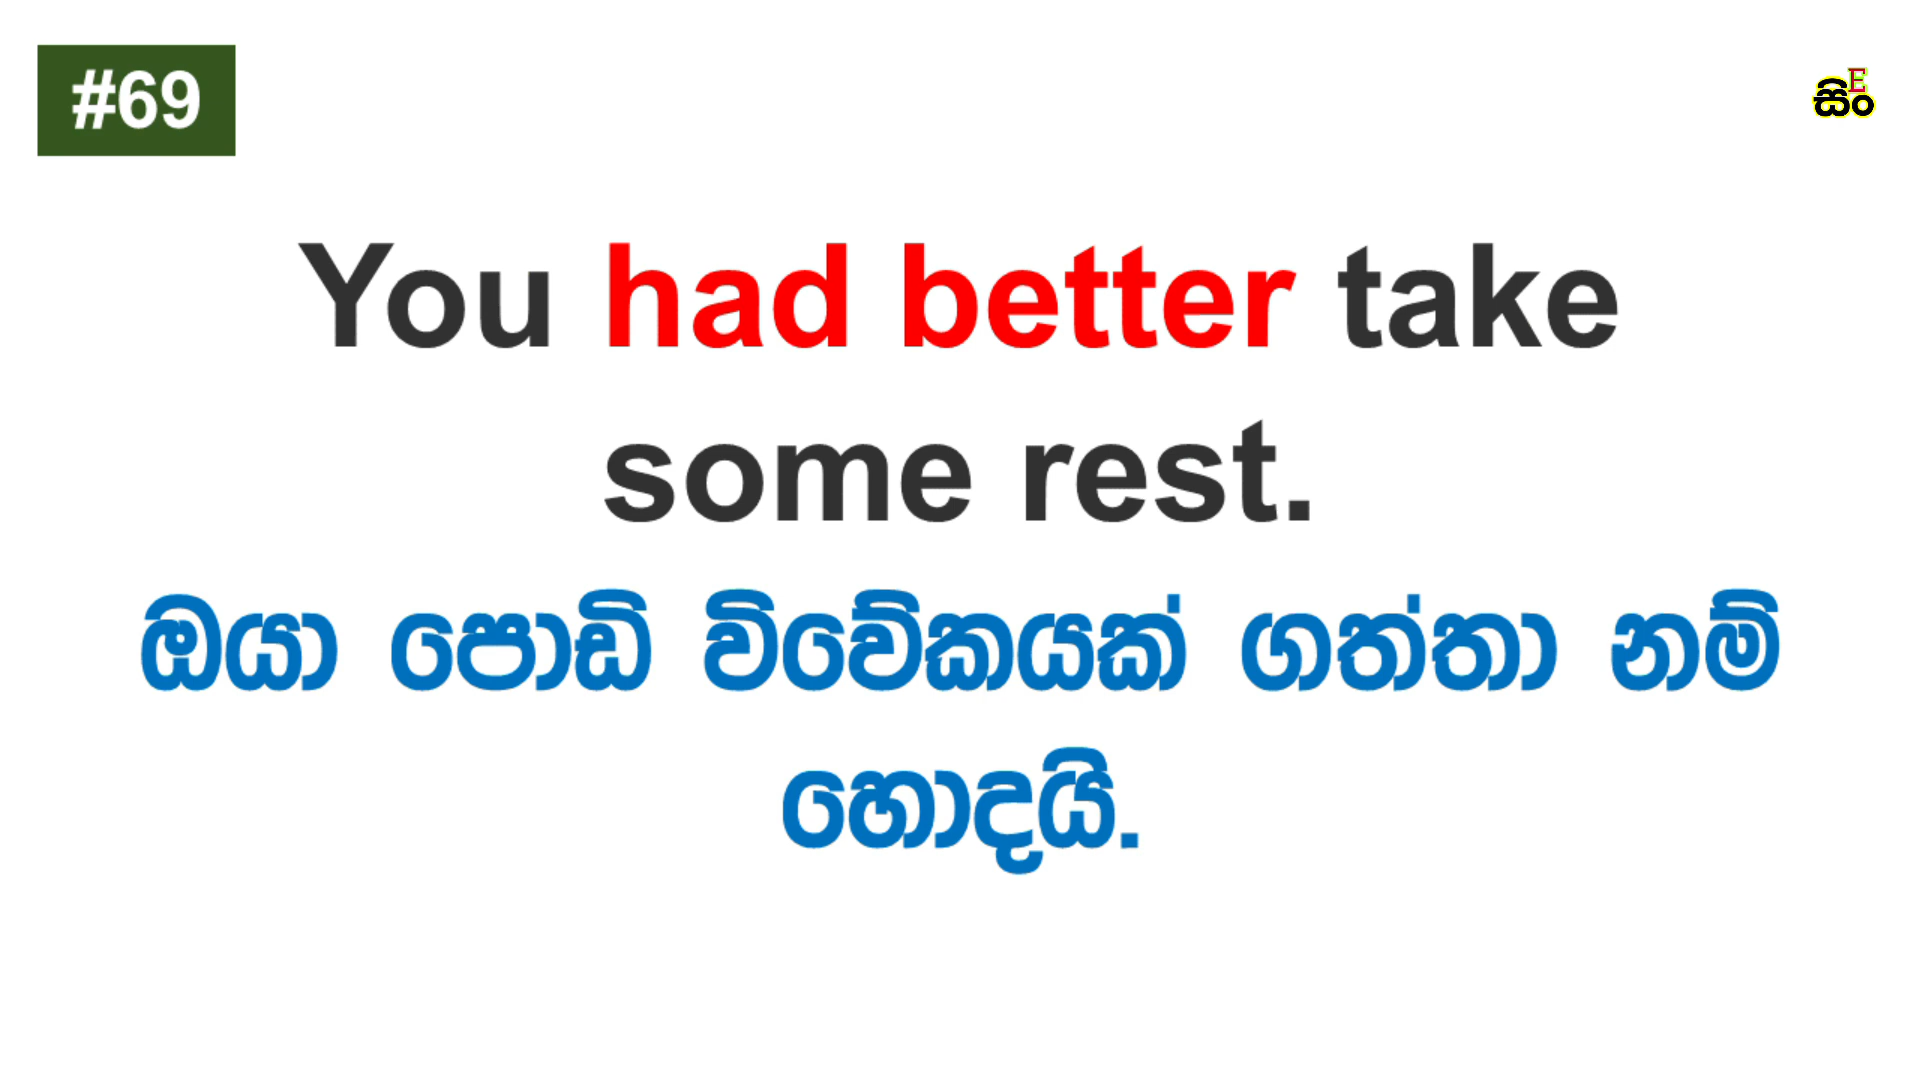 #69
E
සිං
You had better take
some rest.
ඔයා පොඩි විවේකයක් ගත්තා නම්
හොදයි.